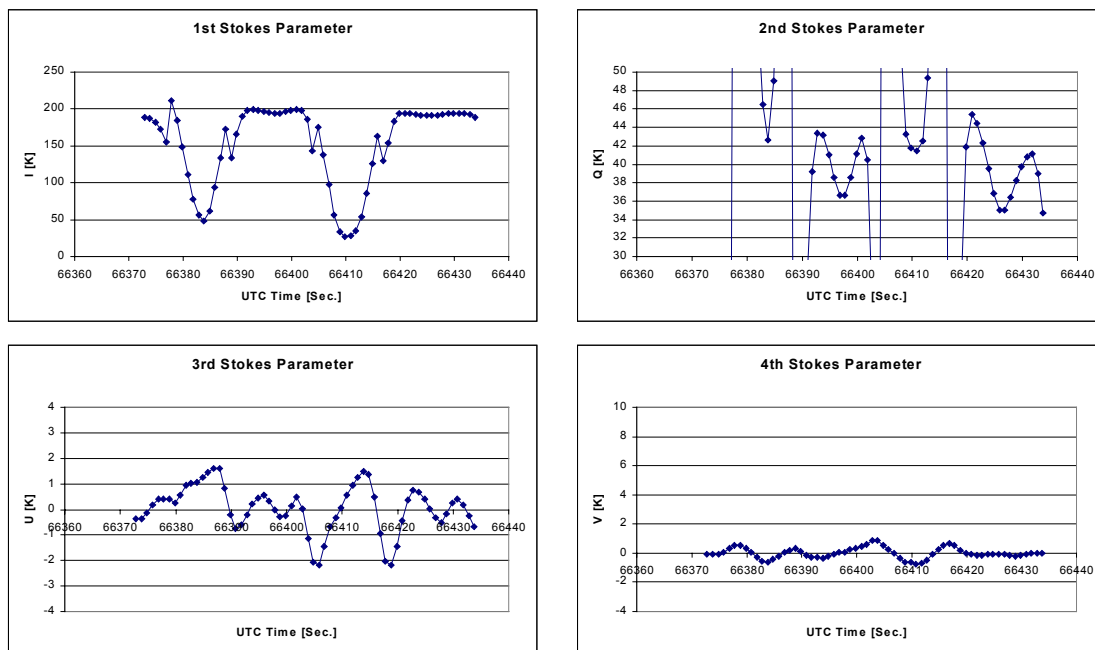 1st Stokes Parameter
I [K]
250
200
150
100
50
0
66360 66370 66380 66390 66400 66410 66420 66430 66440
UTC Time [Sec.]
2nd Stokes Parameter
Q [K]
50
48
46
44
42
40
38
36
34
32
30
66360 66370 66380 66390 66400 66410 66420 66430 66440
UTC Time [Sec.]
3rd Stokes Parameter
U [K]
4
3
2
1
0
-1
-2
-3
-4
66360 66370 66380 66390 66400 66410 66420 66430 66440
UTC Time [Sec.]
4th Stokes Parameter
V [K]
10
8
6
4
2
0
-2
-4
66360 66370 66380 66390 66400 66410 66420 66430 66440
UTC Time [Sec.]